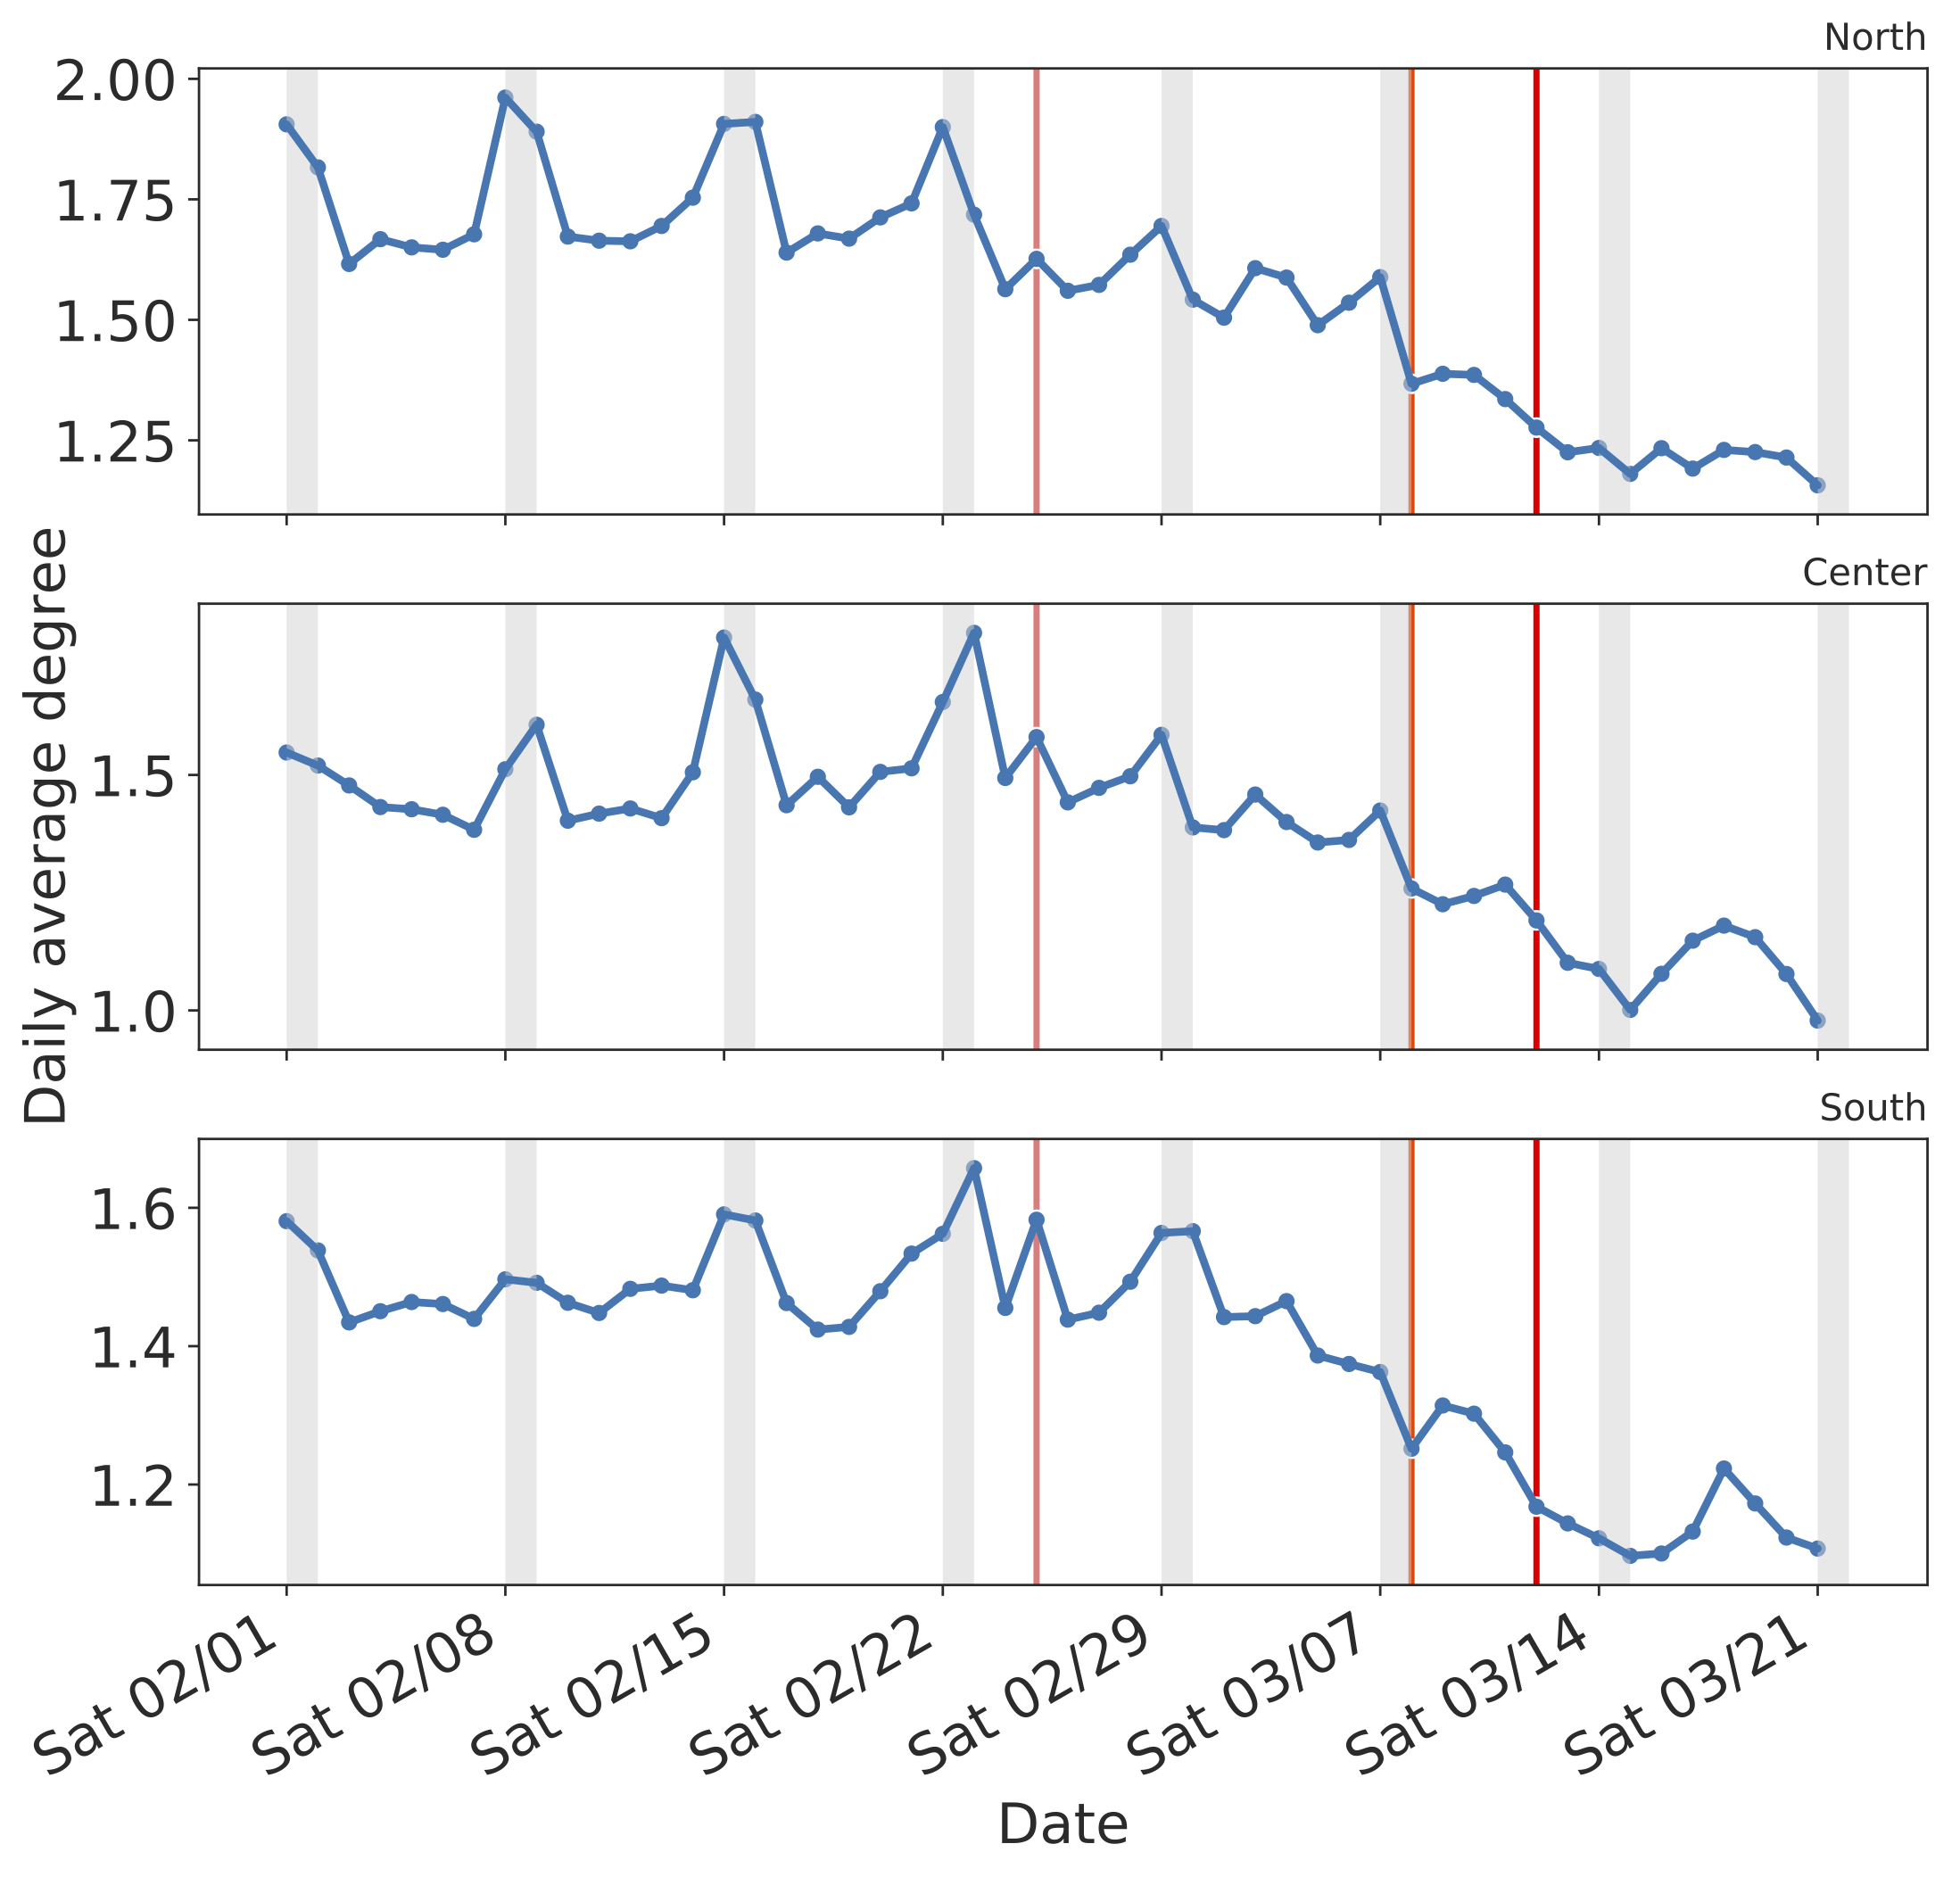 North
2.00
1.75
1.50
1.25
Center
1.5
1.0
South
1.6
1.4
1.2
Daily average degree
Sat 02/01
Sat 02/08
Sat 02/15
Sat 02/22
Sat 02/29
Sat 03/07
Sat 03/14
Sat 03/21
Date